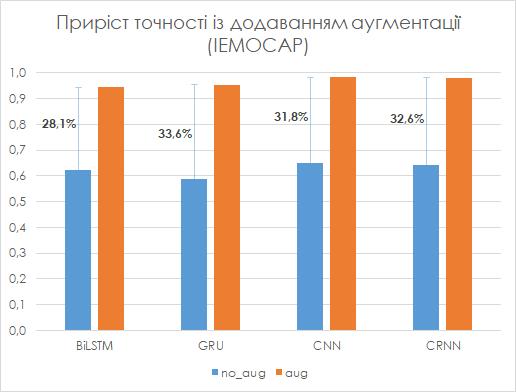 Приріст точності із додаванням аугментації
(IEMOCAP)
1,0
0,9
0,8
0,7
0,6
0,5
0,4
0,3
0,2
0,1
0,0
28,1%
33,6%
31,8%
32,6%
BiLSTM
GRU
CNN
CRNN
no_aug
aug